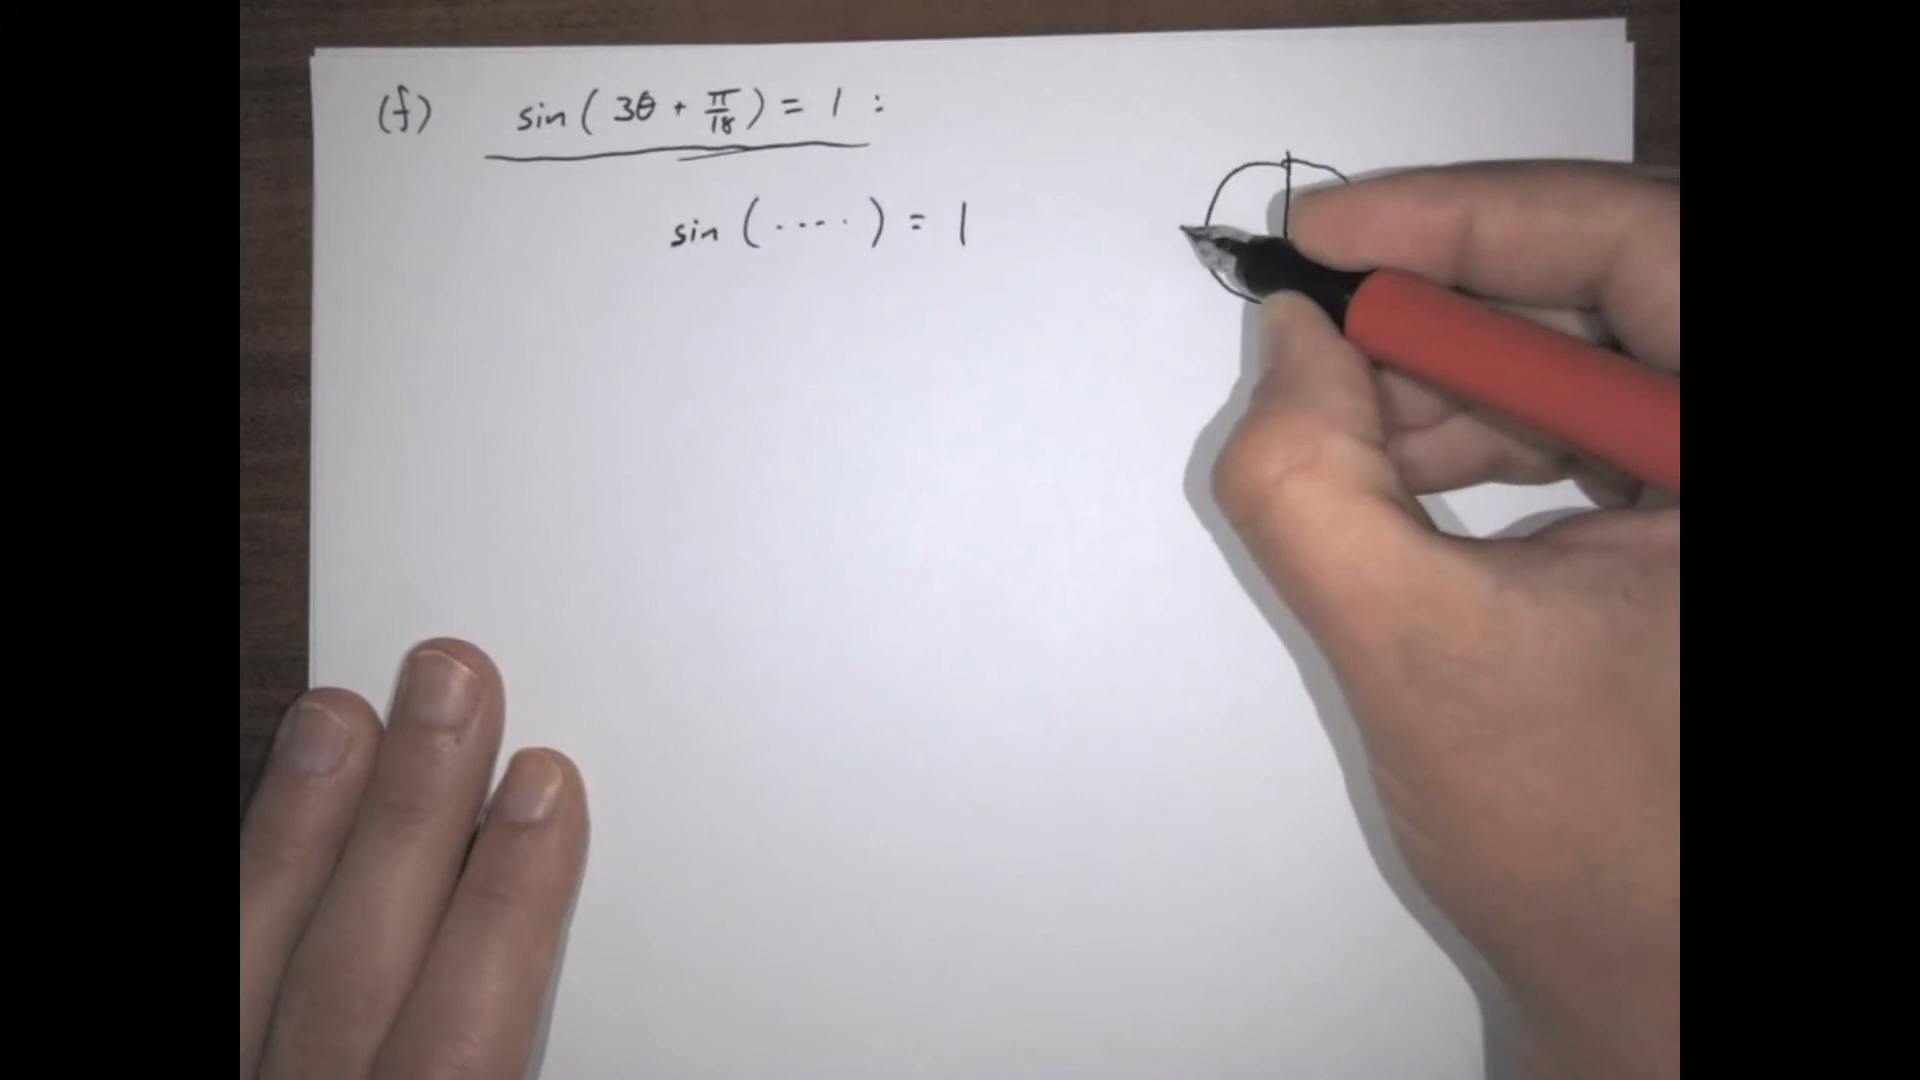 (f) sin( 3θ + π/18 ) = 1 :
sin ( ···· ) = 1